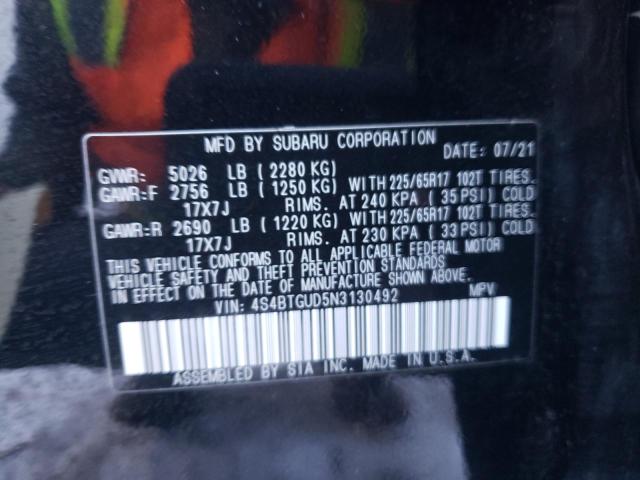 MFD BY SUBARU CORPORATION DATE: 07/21
GVWR: 5026 LB ( 2280 KG)
GAWR:F 2756 LB ( 1250 KG) WITH 225/65R17 102T TIRES.
17X7J RIMS. AT 240 KPA ( 35 PSI) COLD
GAWR:R 2690 LB ( 1220 KG) WITH 225/65R17 102T TIRES.
17X7J RIMS. AT 230 KPA ( 33 PSI) COLD
THIS VEHICLE CONFORMS TO ALL APPLICABLE FEDERAL MOTOR
VEHICLE SAFETY AND THEFT PREVENTION STANDARDS
IN EFFECT ON THE DATE OF MANUFACTURE SHOWN ABOVE.
VIN: 4S4BTGUD5N3130492 MPV
ASSEMBLED BY SIA INC. MADE IN U.S.A.